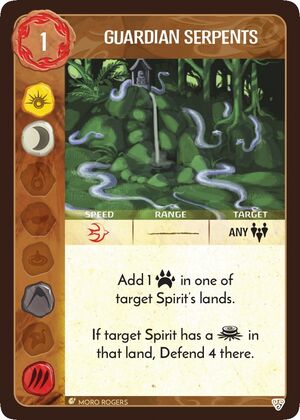 1
GUARDIAN SERPENTS
SPEED RANGE TARGET
ANY
Add 1 in one of
target Spirit's lands.
If target Spirit has a in
that land, Defend 4 there.
MORO ROGERS